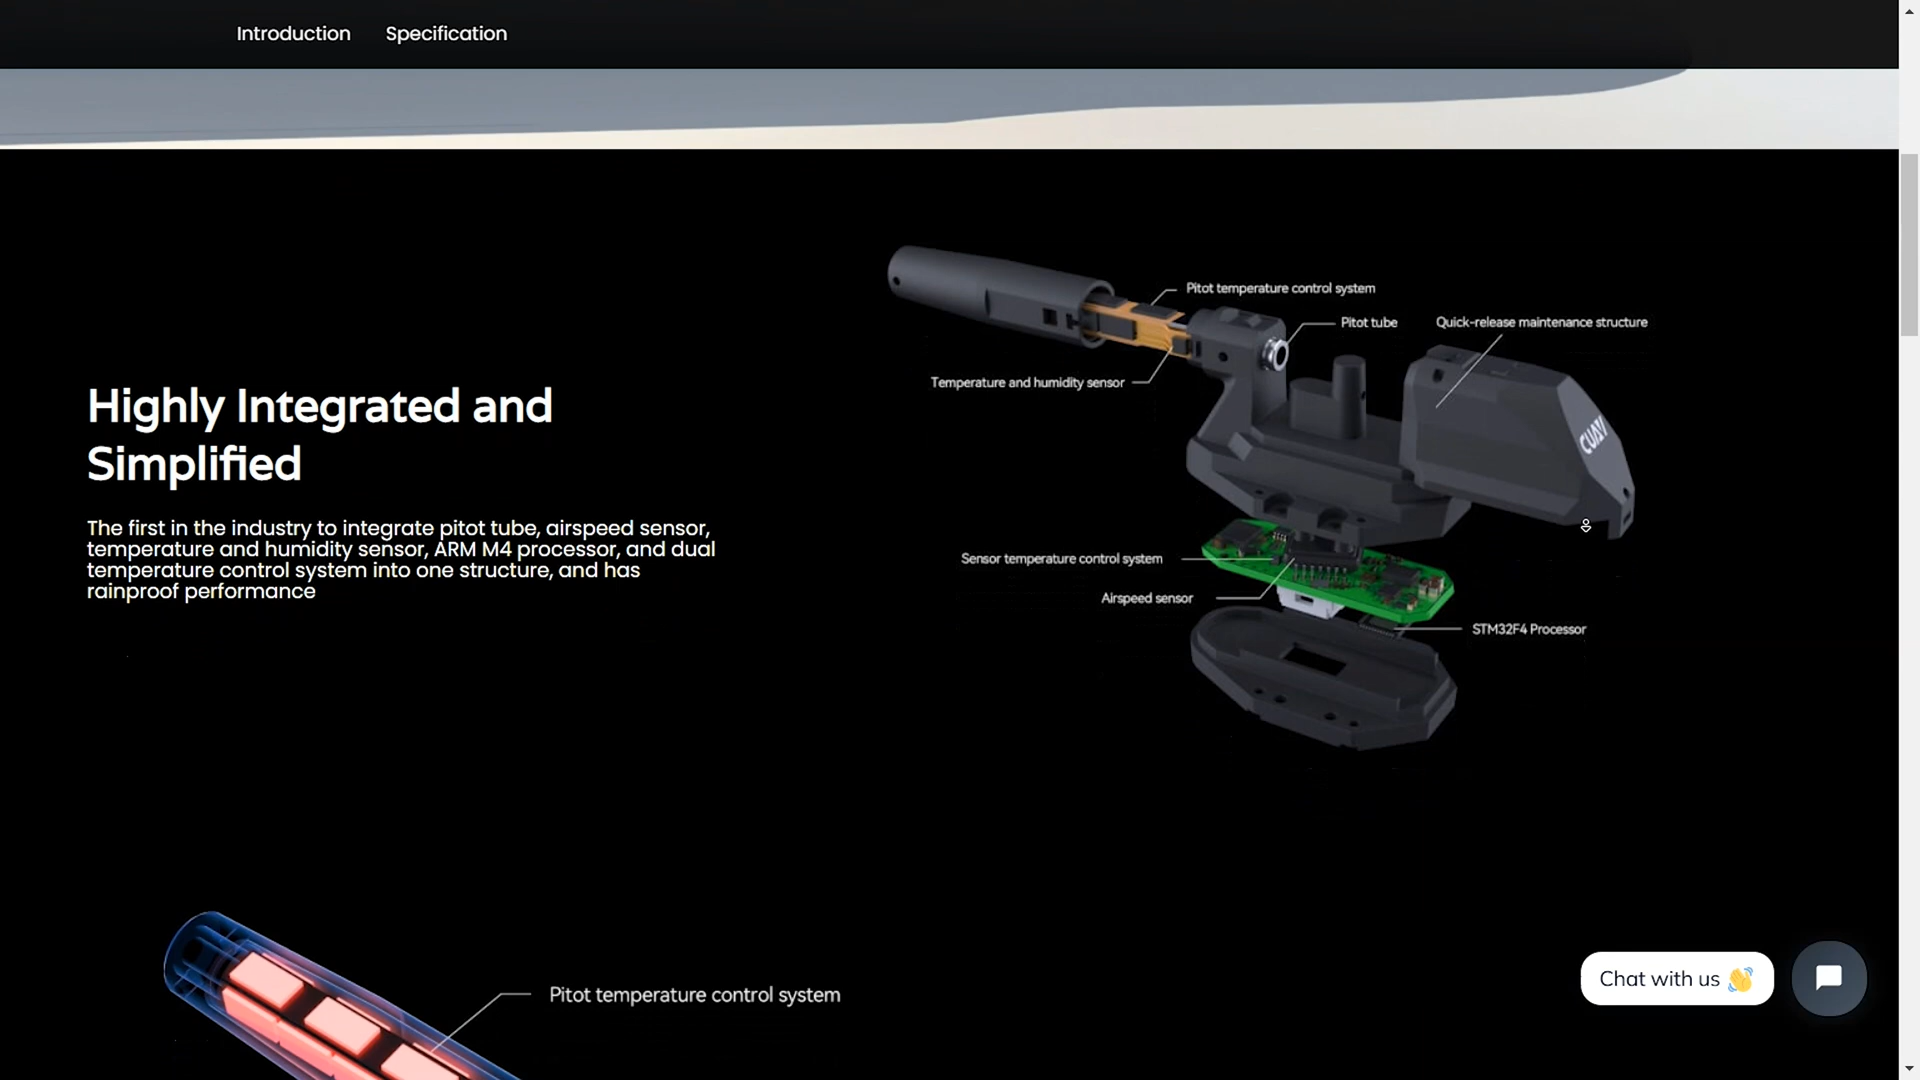 Introduction
Specification
Pitot temperature control system
Pitot tube
Quick-release maintenance structure
Temperature and humidity sensor
CUAV
Highly Integrated and
Simplified
The first in the industry to integrate pitot tube, airspeed sensor,
temperature and humidity sensor, ARM M4 processor, and dual
temperature control system into one structure, and has
rainproof performance
Sensor temperature control system
Airspeed sensor
STM32F4 Processor
Pitot temperature control system
Chat with us 👋